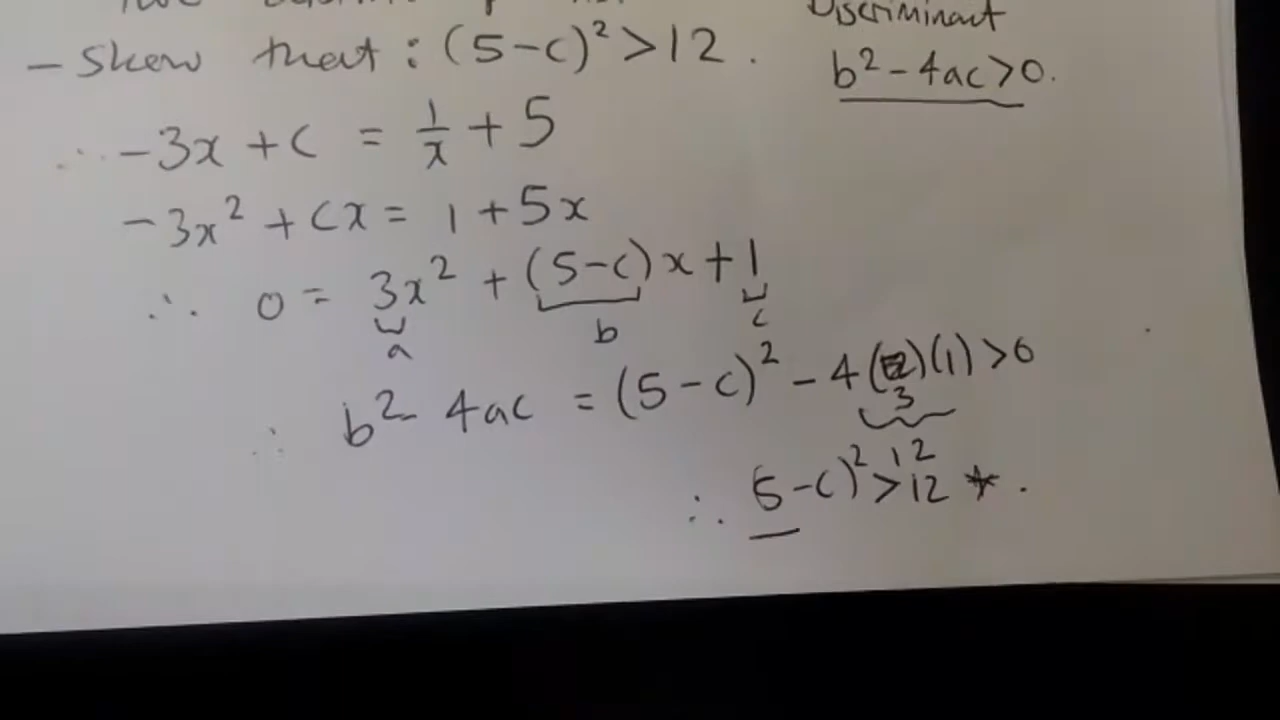 Discriminant
- Show that : (5-c)² > 12 .
b² - 4ac > 0.
∴ -3x + c = 1/x + 5
-3x² + cx = 1 + 5x
∴ 0 = 3x² + (5-c)x + 1
a b c
∴ b² - 4ac = (5-c)² - 4( )(1) > 0
3
12
∴ 5-c)² > 12 * .